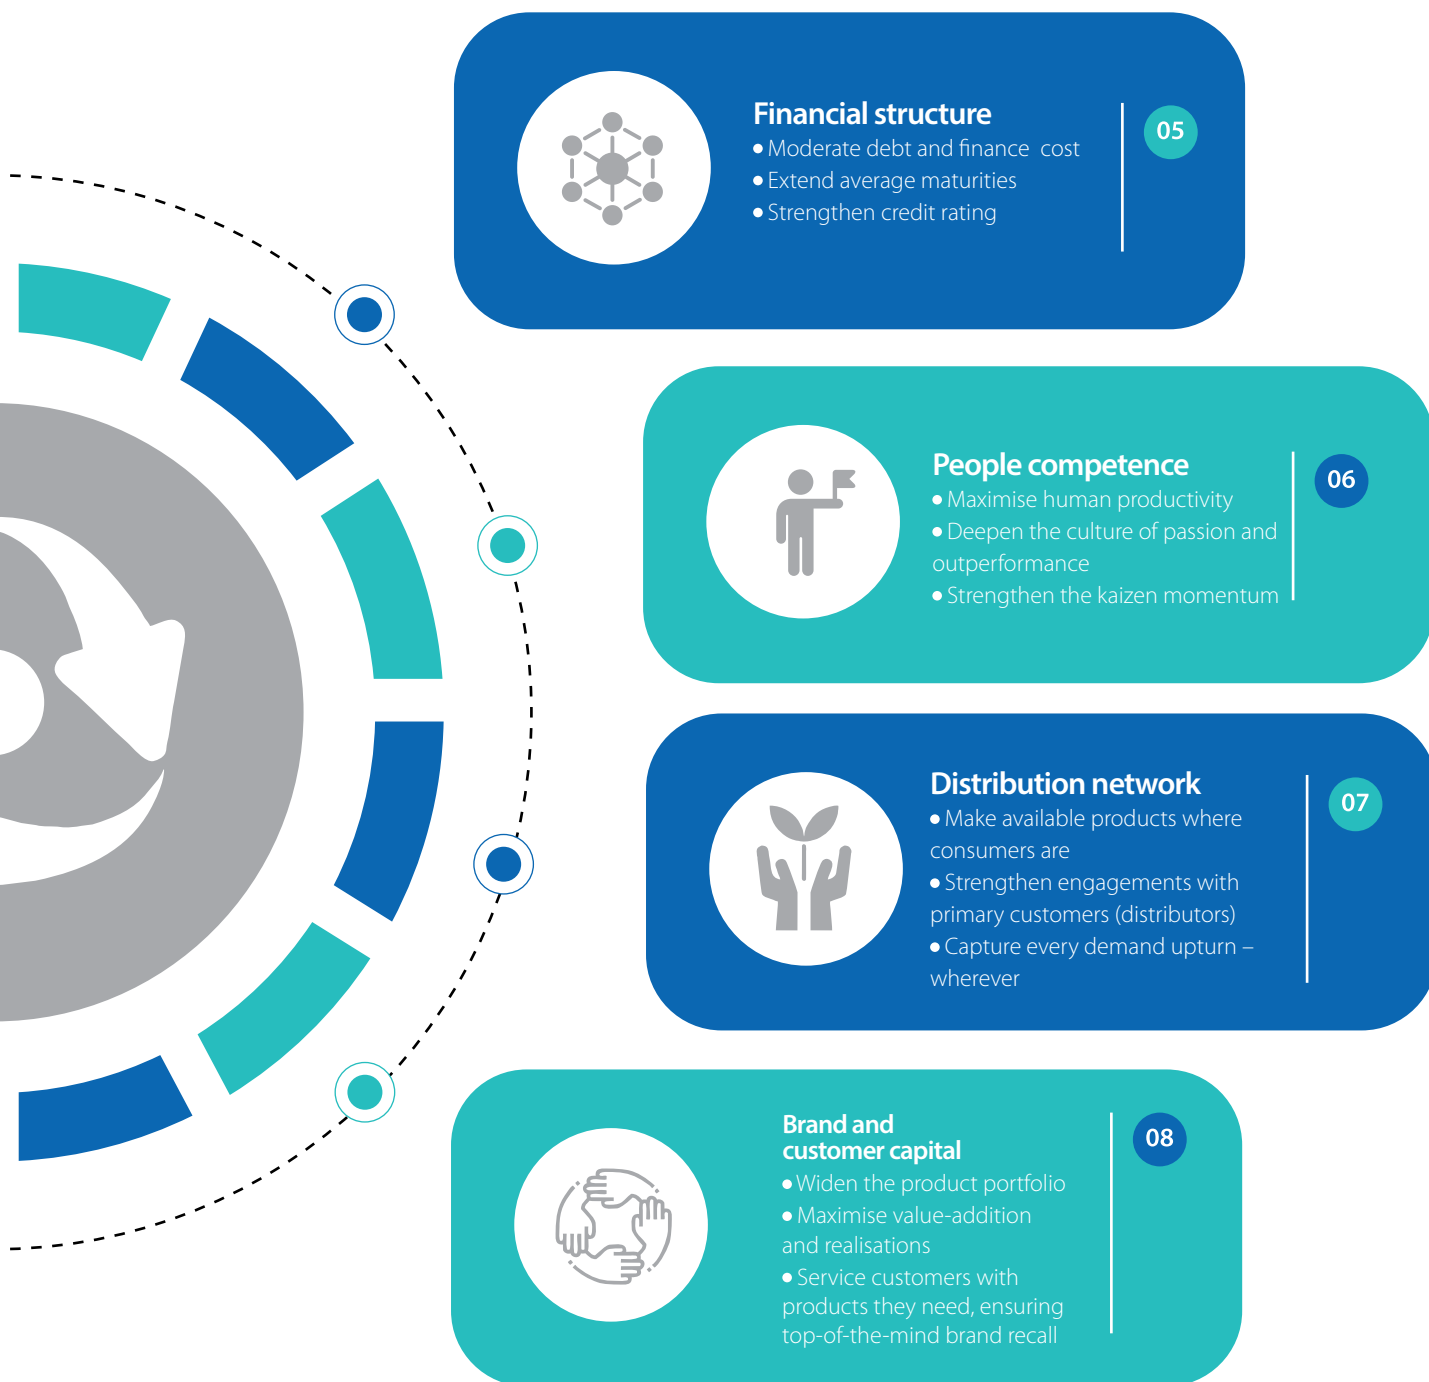 Financial structure
• Moderate debt and finance cost
• Extend average maturities
• Strengthen credit rating
05
People competence
• Maximise human productivity
• Deepen the culture of passion and
outperformance
• Strengthen the kaizen momentum
06
Distribution network
• Make available products where
consumers are
• Strengthen engagements with
primary customers (distributors)
• Capture every demand upturn –
wherever
07
Brand and
customer capital
• Widen the product portfolio
• Maximise value-addition
and realisations
• Service customers with
products they need, ensuring
top-of-the-mind brand recall
08